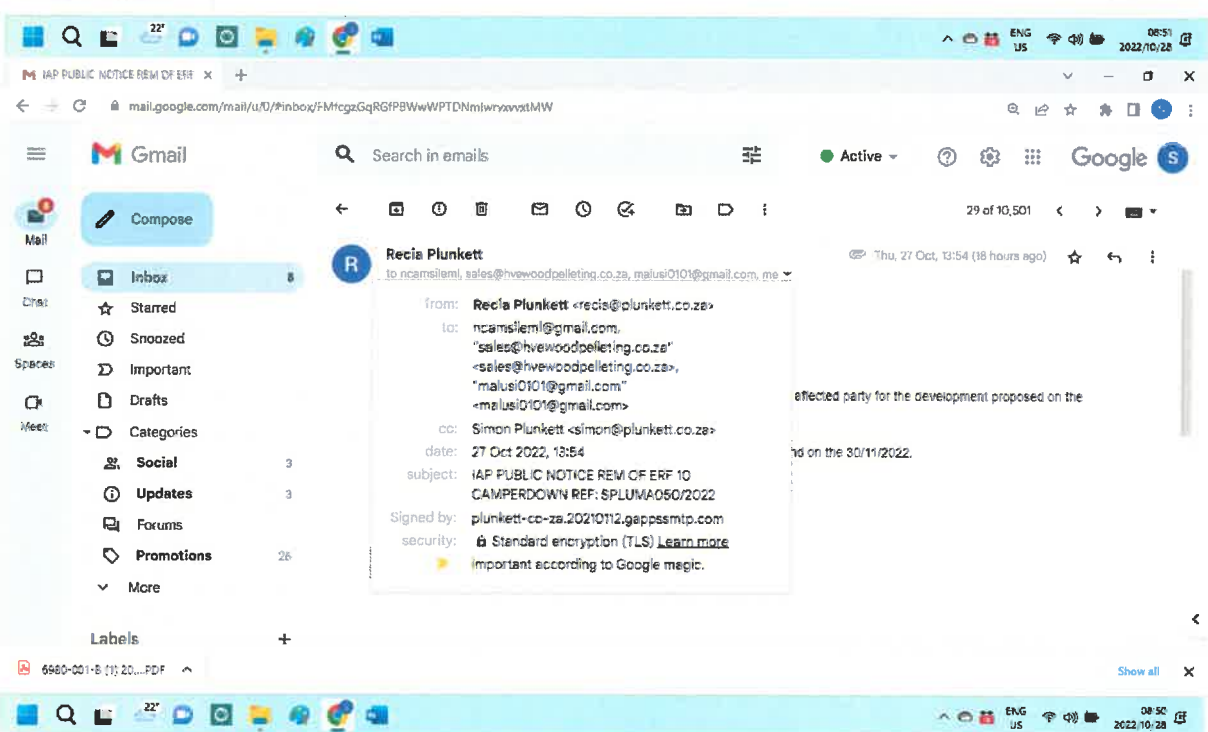 22°
ENG
US
08:51
2022/10/28
IAP PUBLIC NOTICE REM OF ERF
mail.google.com/mail/u/0/#inbox/
Gmail
Search in emails
Active
Google
S
Compose
29 of 10,501
Mail
Chat
Spaces
Meet
Inbox 8
Starred
Snoozed
Important
Drafts
Categories
Social 3
Updates 3
Forums
Promotions 26
More
Labels
R
Recia Plunkett
Thu, 27 Oct, 13:54 (18 hours ago)
to ncamsileml, sales@hvewoodpelleting.co.za, malusi0101@gmail.com, me
from: Recia Plunkett <recia@plunkett.co.za>
to: ncamsileml@gmail.com,
"sales@hvewoodpelleting.co.za"
<sales@hvewoodpelleting.co.za>,
"malusi0101@gmail.com"
<malusi0101@gmail.com>
cc: Simon Plunkett <simon@plunkett.co.za>
date: 27 Oct 2022, 13:54
subject: IAP PUBLIC NOTICE REM OF ERF 10
CAMPERDOWN REF: SPLUMA050/2022
Signed by: plunkett-co-za.20210112.gappssmtp.com
security: Standard encryption (TLS) Learn more
Important according to Google magic.
affected party for the development proposed on the
nd on the 30/11/2022.
6980-001-B (1) 20....PDF
Show all
22°
ENG
US
08:50
2022/10/28